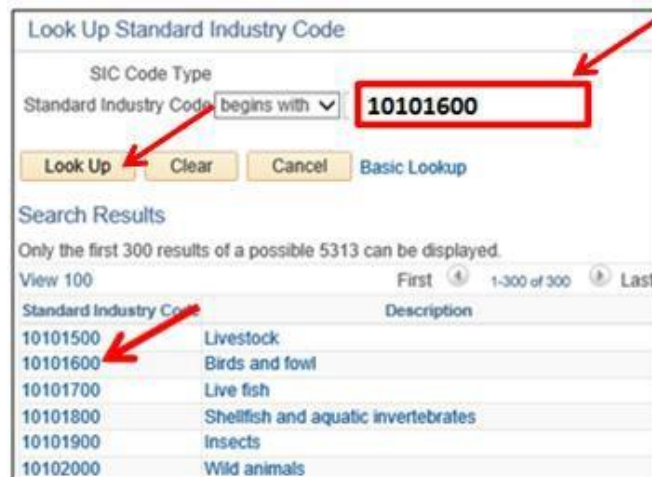 Look Up Standard Industry Code
SIC Code Type
Standard Industry Code begins with 10101600
Look Up Clear Cancel Basic Lookup
Search Results
Only the first 300 results of a possible 5313 can be displayed.
View 100 First 1-300 of 300 Last
Standard Industry Code Description
10101500 Livestock
10101600 Birds and fowl
10101700 Live fish
10101800 Shellfish and aquatic invertebrates
10101900 Insects
10102000 Wild animals